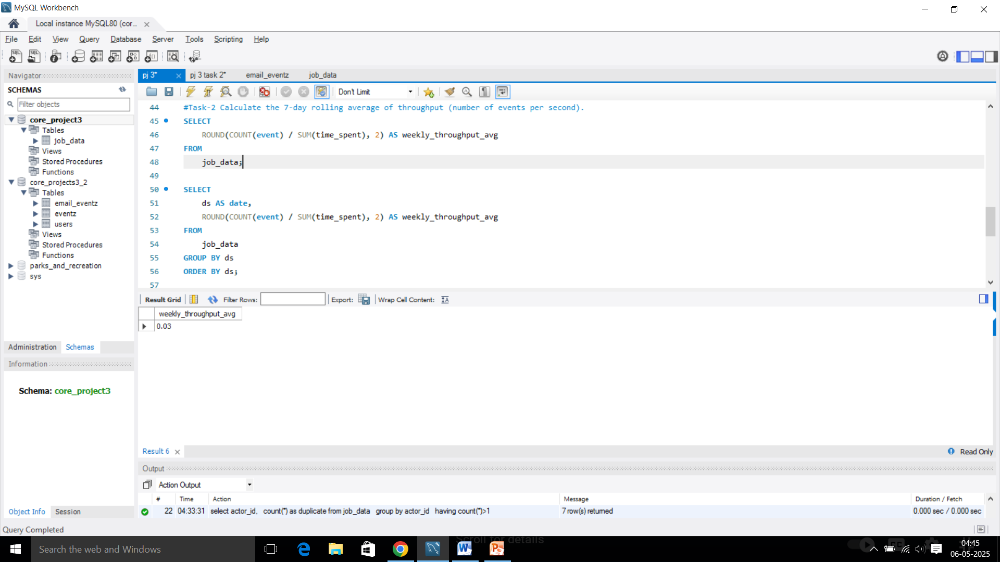 MySQL Workbench
Local instance MySQL80 (cor...
File Edit View Query Database Server Tools Scripting Help
Navigator
SCHEMAS
Filter objects
core_project3
Tables
job_data
Views
Stored Procedures
Functions
core_projects3_2
Tables
email_eventz
eventz
users
Views
Stored Procedures
Functions
parks_and_recreation
sys
Administration Schemas
Information
Schema: core_project3
Object Info Session
pj 3* pj 3 task 2* email_eventz job_data
Don't Limit
44 #Task-2 Calculate the 7-day rolling average of throughput (number of events per second).
45 SELECT
46 ROUND(COUNT(event) / SUM(time_spent), 2) AS weekly_throughput_avg
47 FROM
48 job_data;
49
50 SELECT
51 ds AS date,
52 ROUND(COUNT(event) / SUM(time_spent), 2) AS weekly_throughput_avg
53 FROM
54 job_data
55 GROUP BY ds
56 ORDER BY ds;
57
Result Grid Filter Rows: Export: Wrap Cell Content:
weekly_throughput_avg
0.03
Result 6 Read Only
Output
Action Output
# Time Action Message Duration / Fetch
22 04:33:31 select actor_id, count(*) as duplicate from job_data group by actor_id having count(*)>1 7 row(s) returned 0.000 sec / 0.000 sec
Query Completed
Scroll for details
Search the web and Windows
04:45
06-05-2025